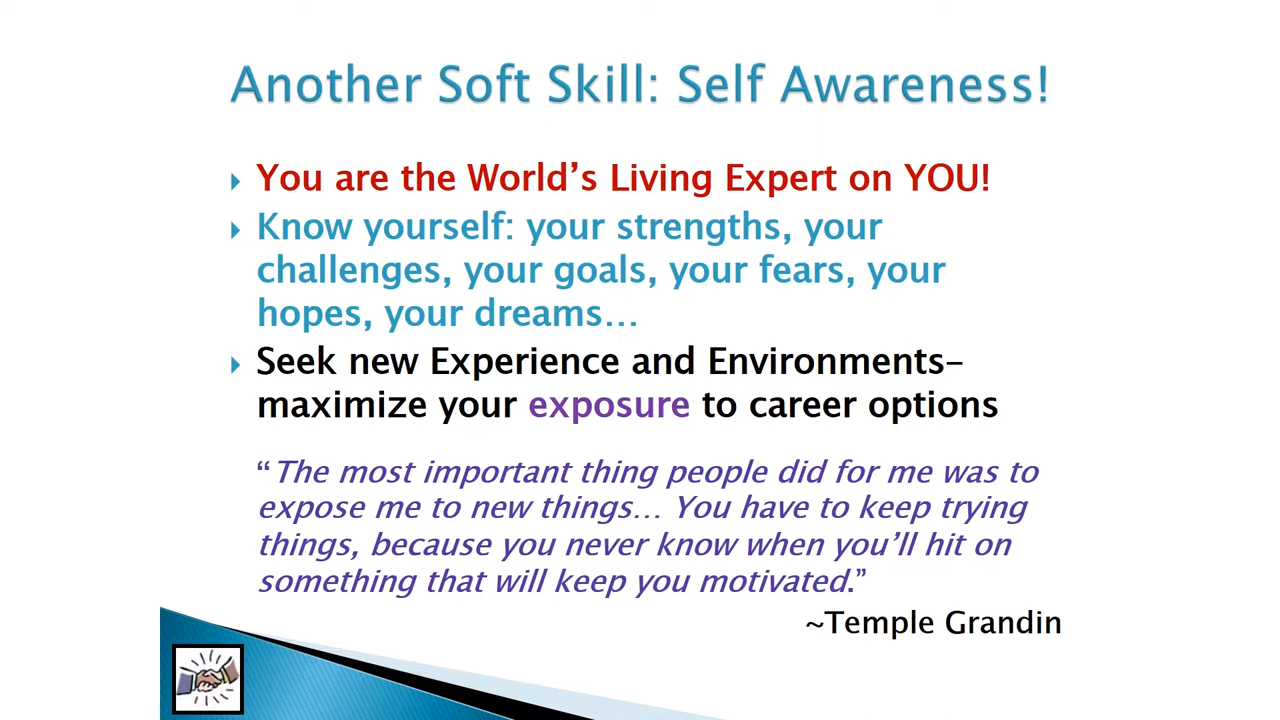 Another Soft Skill: Self Awareness!
You are the World’s Living Expert on YOU!
Know yourself: your strengths, your
challenges, your goals, your fears, your
hopes, your dreams…
Seek new Experience and Environments-
maximize your exposure to career options
“The most important thing people did for me was to
expose me to new things… You have to keep trying
things, because you never know when you’ll hit on
something that will keep you motivated.”
~Temple Grandin